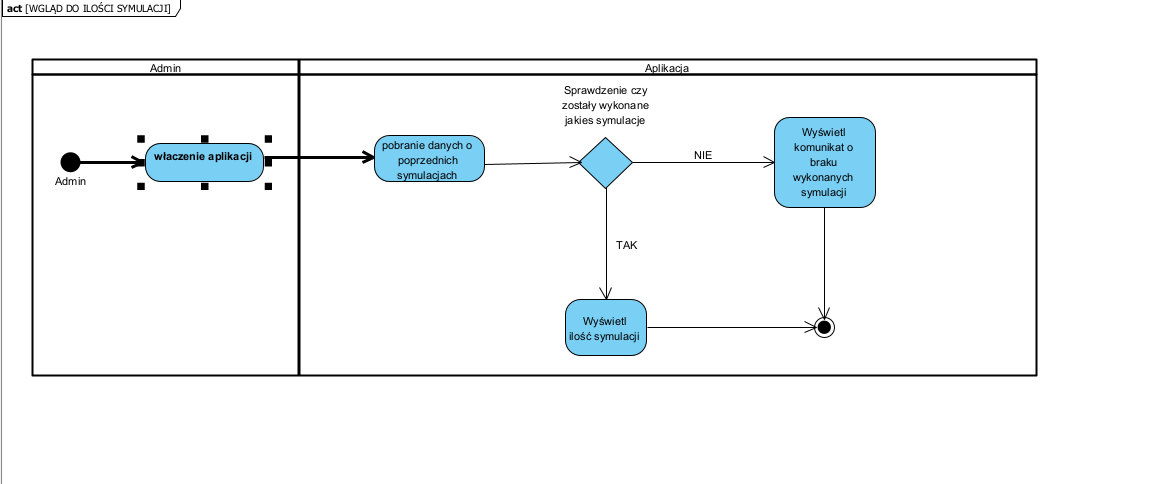 act [WGLĄD DO ILOŚCI SYMULACJI]
Admin
Aplikacja
Sprawdzenie czy
zostały wykonane
jakies symulacje
Admin
właczenie aplikacji
pobranie danych o
poprzednich
symulacjach
NIE
Wyświetl
komunikat o
braku
wykonanych
symulacji
TAK
Wyświetl
ilość symulacji